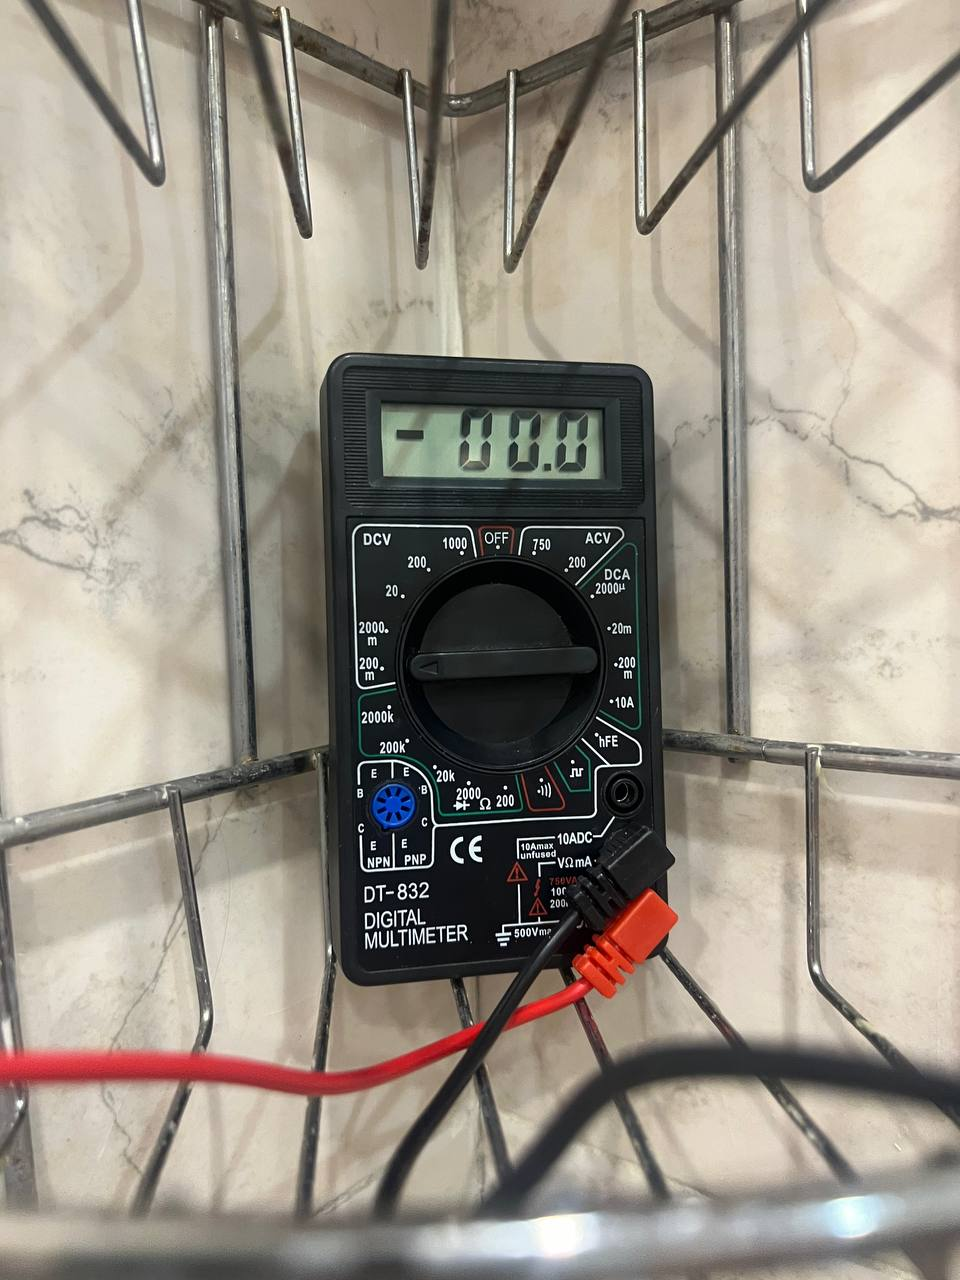 - 00.0
DCV
1000
OFF
750
ACV
200
200
DCA
2000µ
20
2000
m
20m
200
m
200
m
10A
2000k
hFE
200k
20k
2000
Ω
200
E E
B B
C C
E E
NPN PNP
CE
10ADC
10Amax
unfused
VΩmA
DT-832
DIGITAL
MULTIMETER